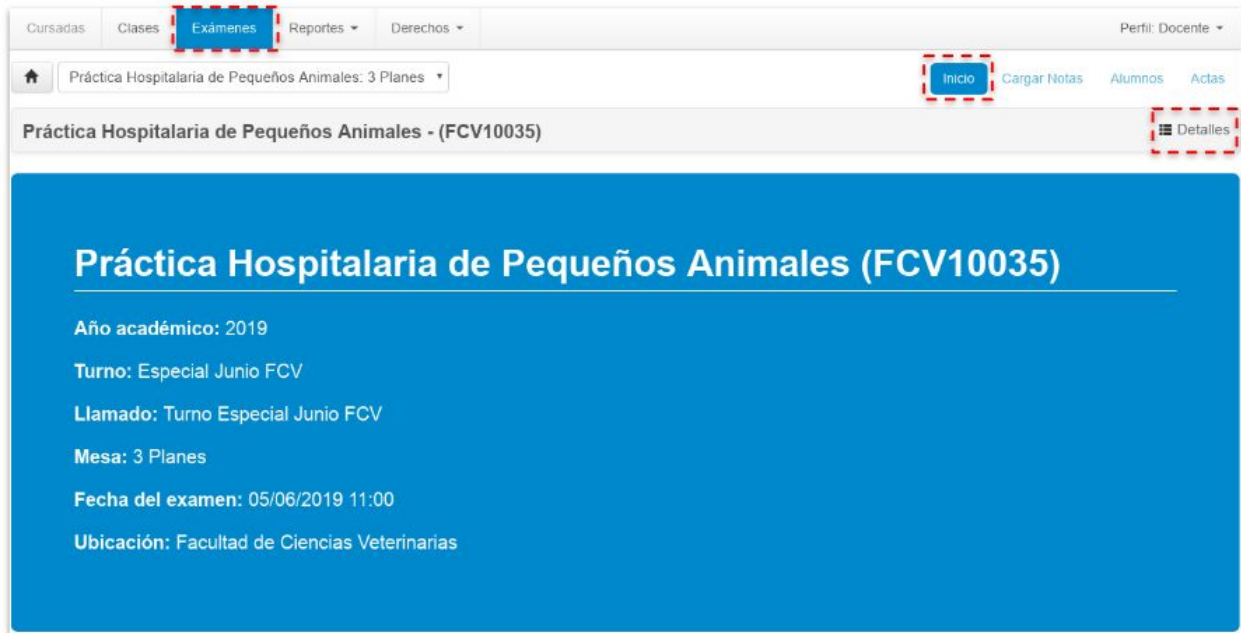 Cursadas Clases Exámenes Reportes Derechos Perfil: Docente
Práctica Hospitalaria de Pequeños Animales: 3 Planes Inicio Cargar Notas Alumnos Actas
Práctica Hospitalaria de Pequeños Animales - (FCV10035) Detalles
Práctica Hospitalaria de Pequeños Animales (FCV10035)
Año académico: 2019
Turno: Especial Junio FCV
Llamado: Turno Especial Junio FCV
Mesa: 3 Planes
Fecha del examen: 05/06/2019 11:00
Ubicación: Facultad de Ciencias Veterinarias